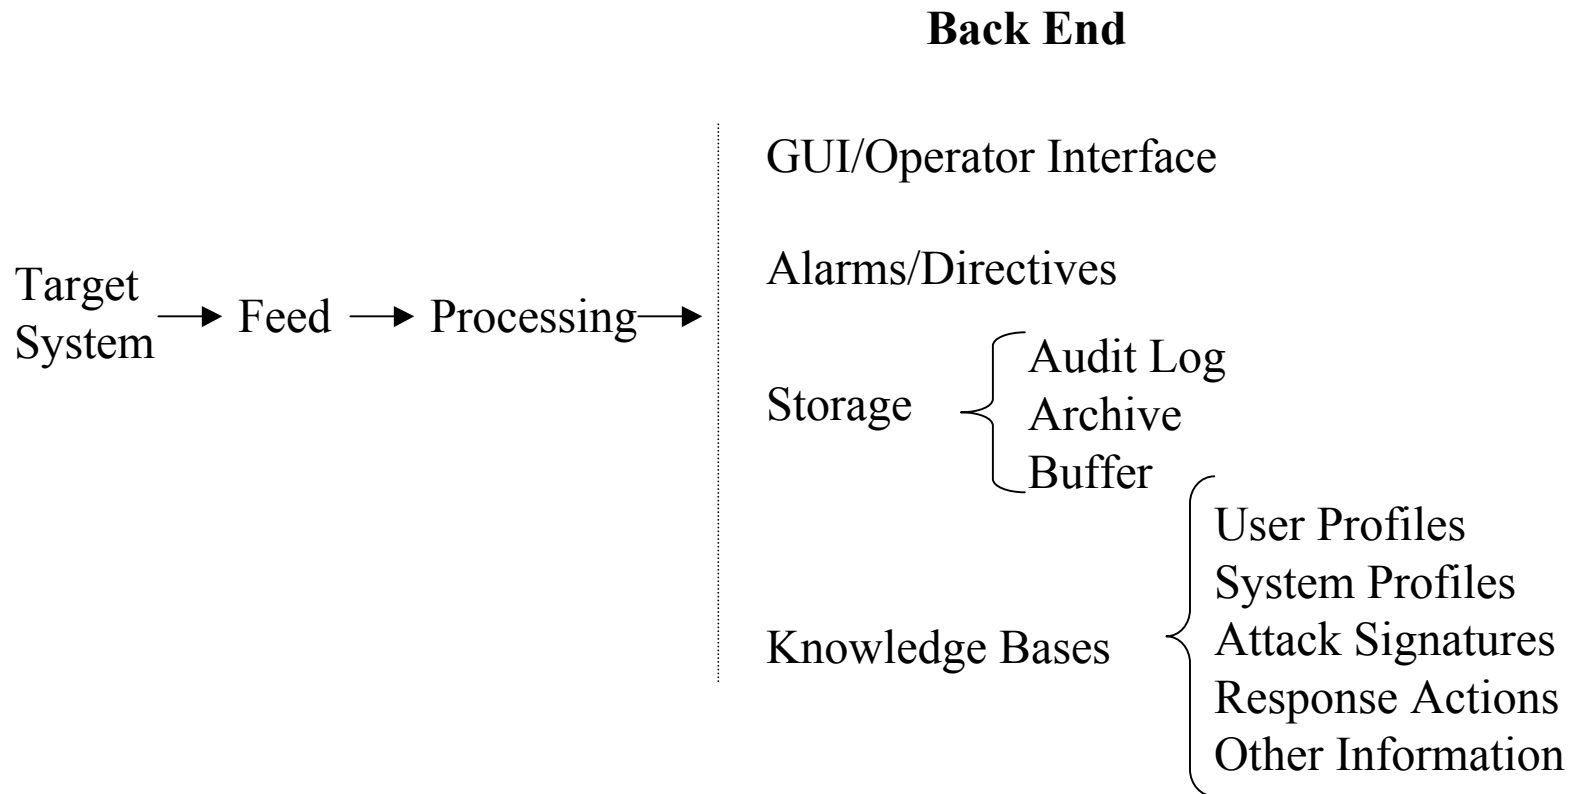 Back End
GUI/Operator Interface
Alarms/Directives
Target
System
Feed
Processing
Storage
Audit Log
Archive
Buffer
Knowledge Bases
User Profiles
System Profiles
Attack Signatures
Response Actions
Other Information